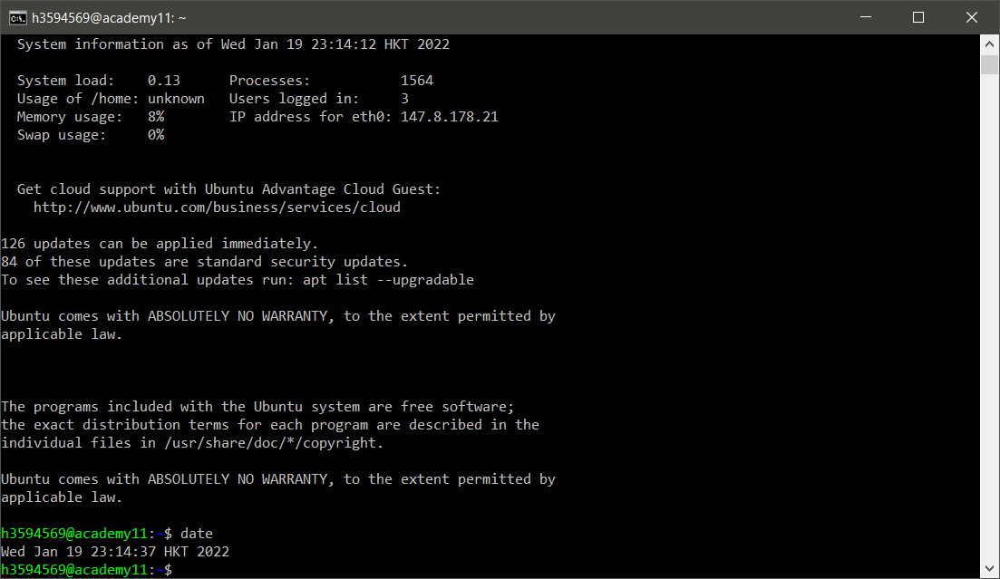 h3594569@academy11: ~
  System information as of Wed Jan 19 23:14:12 HKT 2022
  System load:    0.13      Processes:           1564
  Usage of /home: unknown   Users logged in:     3
  Memory usage:   8%        IP address for eth0: 147.8.178.21
  Swap usage:     0%
  Get cloud support with Ubuntu Advantage Cloud Guest:
    http://www.ubuntu.com/business/services/cloud
126 updates can be applied immediately.
84 of these updates are standard security updates.
To see these additional updates run: apt list --upgradable
Ubuntu comes with ABSOLUTELY NO WARRANTY, to the extent permitted by
applicable law.
The programs included with the Ubuntu system are free software;
the exact distribution terms for each program are described in the
individual files in /usr/share/doc/*/copyright.
Ubuntu comes with ABSOLUTELY NO WARRANTY, to the extent permitted by
applicable law.
h3594569@academy11:~$ date
Wed Jan 19 23:14:37 HKT 2022
h3594569@academy11:~$